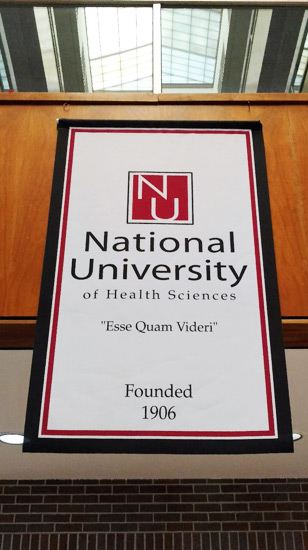 NU
National
University
of Health Sciences
"Esse Quam Videri"
Founded
1906